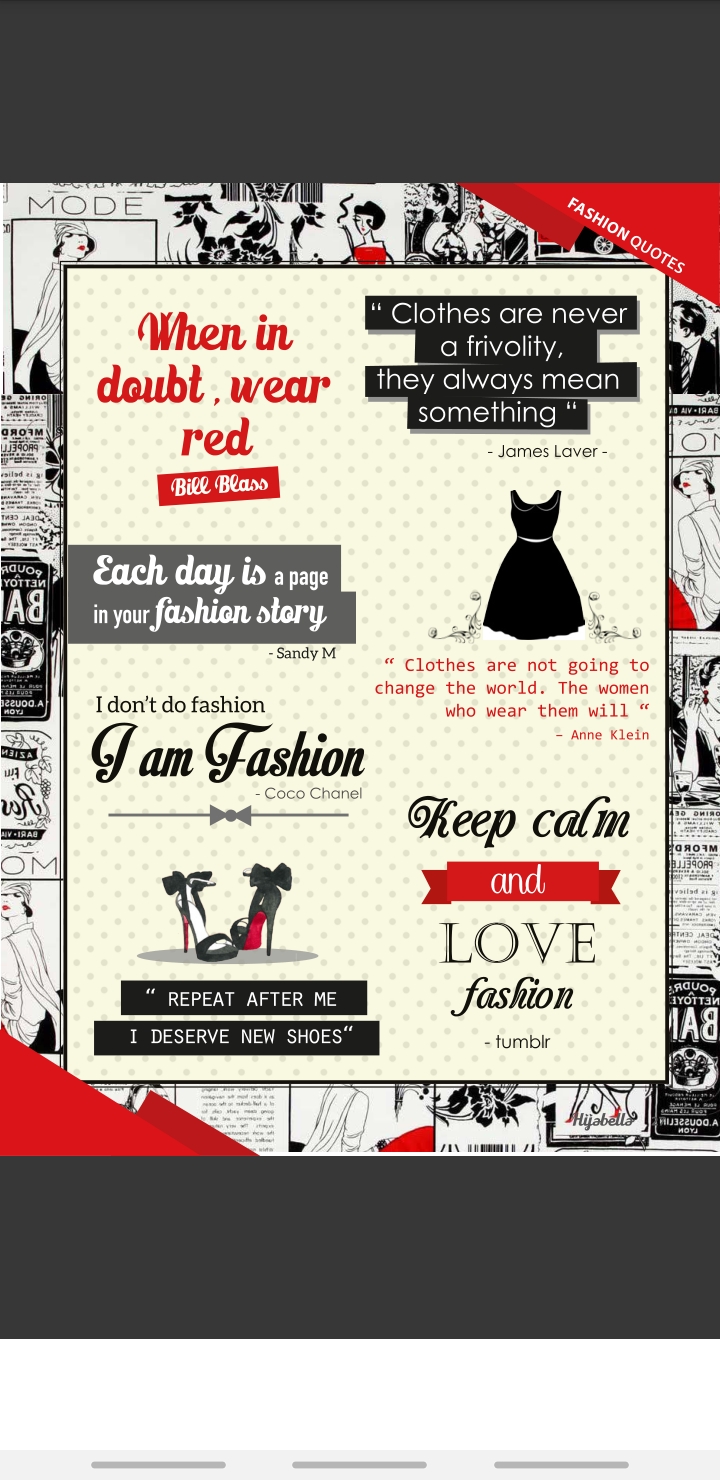 MODE
FASHION QUOTES
When in
doubt , wear
red
Bill Blass
“ Clothes are never
a frivolity,
they always mean
something “
- James Laver -
Each day is a page
in your fashion story
- Sandy M
“ Clothes are not going to
change the world. The women
who wear them will “
– Anne Klein
I don’t do fashion
I am Fashion
- Coco Chanel
Keep calm
and
LOVE
fashion
- tumblr
“ REPEAT AFTER ME
I DESERVE NEW SHOES“
Hijabella